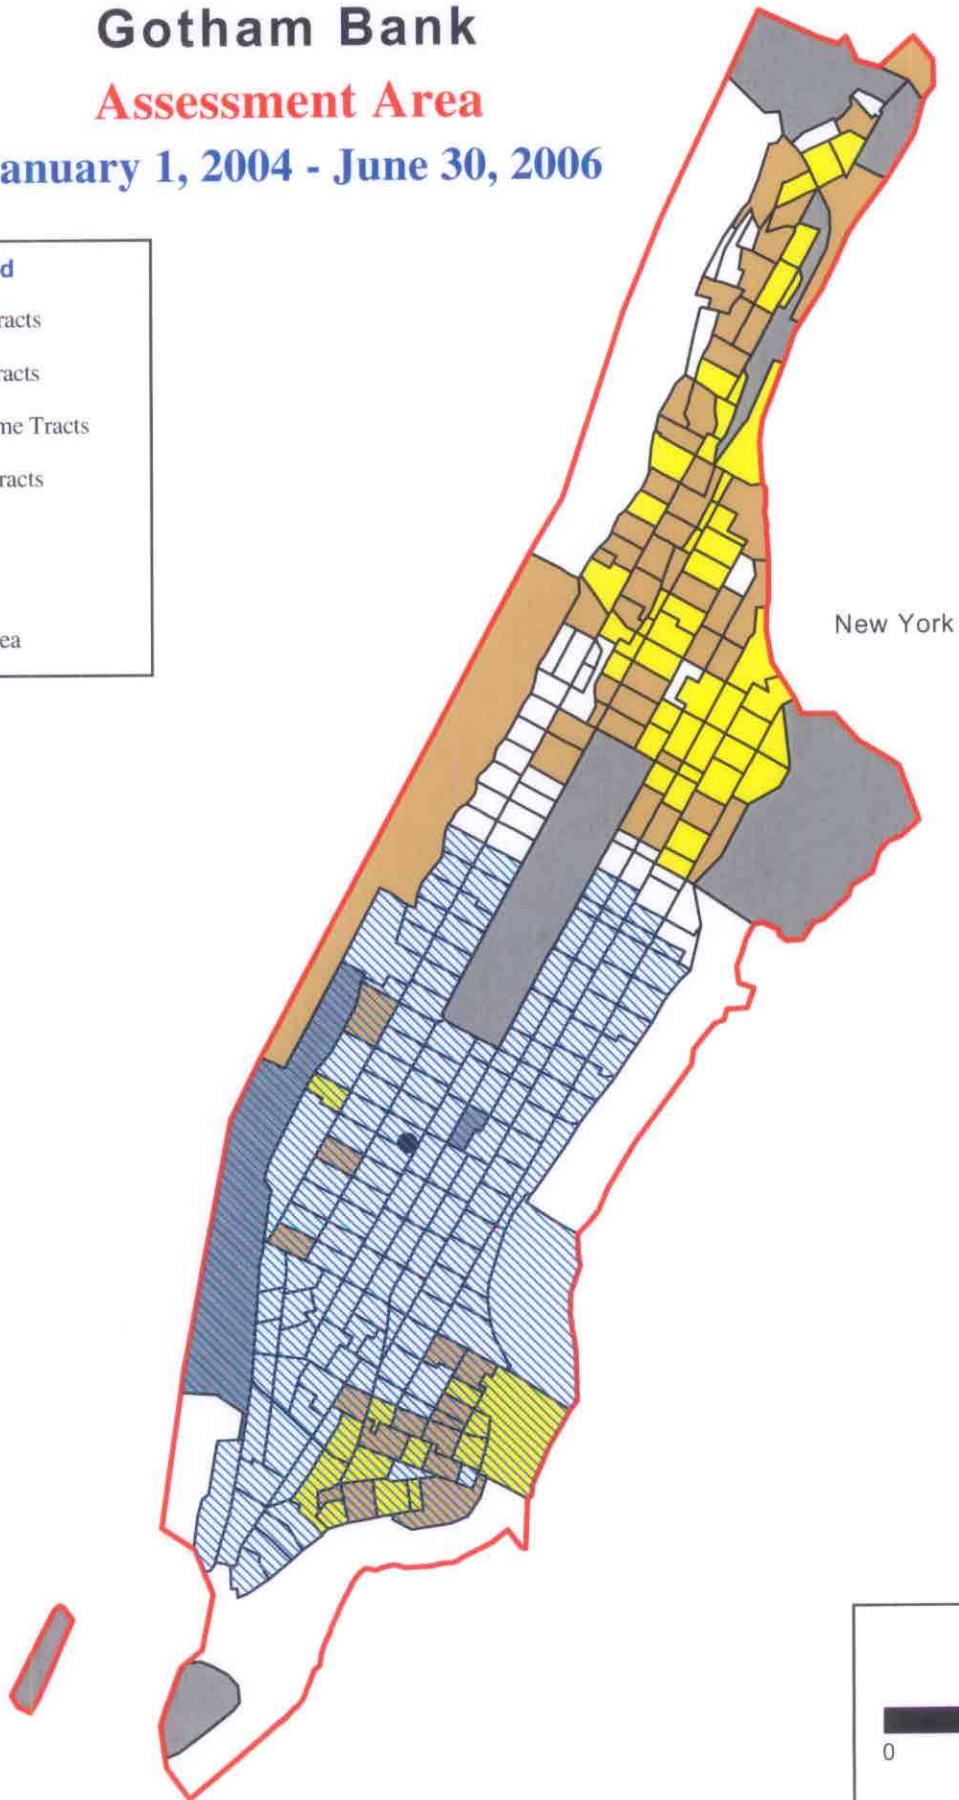 Gotham Bank
Assessment Area
anuary 1, 2004 - June 30, 2006
d
racts
racts
me Tracts
racts
ea
New York
0